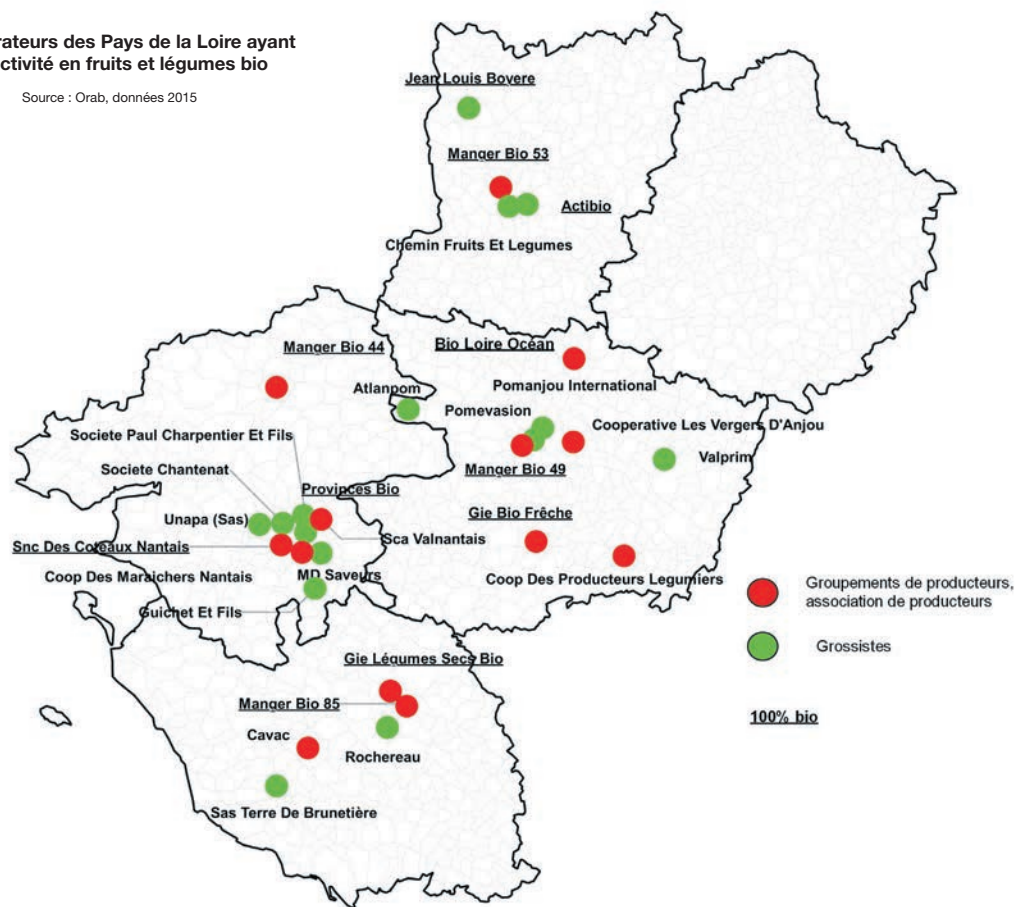 rateurs des Pays de la Loire ayant
ctivité en fruits et légumes bio
Source : Orab, données 2015
Jean Louis Boyere
Manger Bio 53
Actibio
Chemin Fruits Et Legumes
Bio Loire Océan
Manger Bio 44
Pomanjou International
Atlanpom
Pomevasion
Cooperative Les Vergers D'Anjou
Societe Paul Charpentier Et Fils
Valprim
Manger Bio 49
Societe Chantenat
Provinces Bio
Unapa (Sas)
Gie Bio Frêche
Sca Valnantais
Snc Des Coteaux Nantais
MD Saveurs
Coop Des Maraichers Nantais
Coop Des Producteurs Legumiers
Guichet Et Fils
Groupements de producteurs,
association de producteurs
Grossistes
Gie Légumes Secs Bio
Manger Bio 85
100% bio
Cavac
Rochereau
Sas Terre De Brunetière